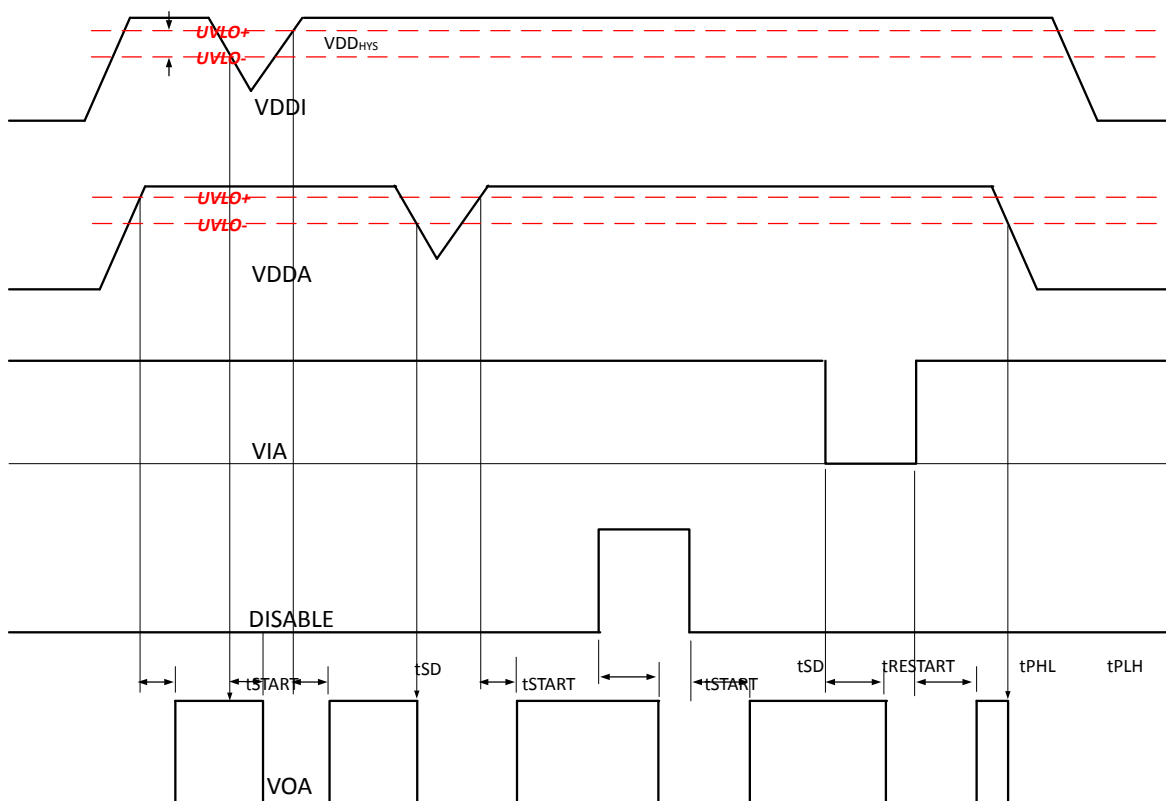 UVLO+
VDDHYS
UVLO-
VDDI
UVLO+
UVLO-
VDDA
VIA
DISABLE
tSTART
tSD
tSTART
tSTART
tSD
tRESTART
tPHL
tPLH
VOA